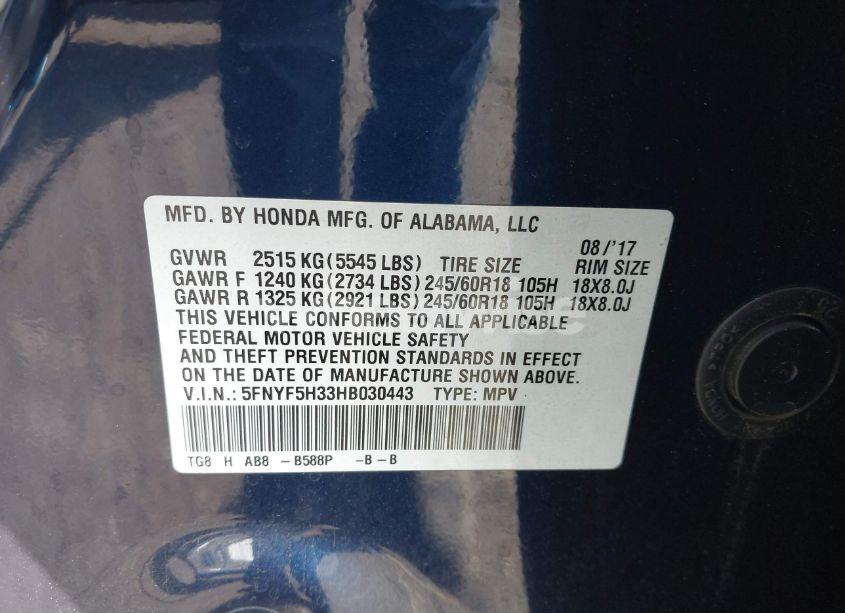 MFD. BY HONDA MFG. OF ALABAMA, LLC
08/'17
GVWR 2515 KG(5545 LBS) TIRE SIZE RIM SIZE
GAWR F 1240 KG(2734 LBS) 245/60R18 105H 18X8.0J
GAWR R 1325 KG(2921 LBS) 245/60R18 105H 18X8.0J
THIS VEHICLE CONFORMS TO ALL APPLICABLE
FEDERAL MOTOR VEHICLE SAFETY
AND THEFT PREVENTION STANDARDS IN EFFECT
ON THE DATE OF MANUFACTURE SHOWN ABOVE.
V.I.N.: 5FNYF5H33HB030443 TYPE: MPV
TG8 H AB8 -B588P -B -B